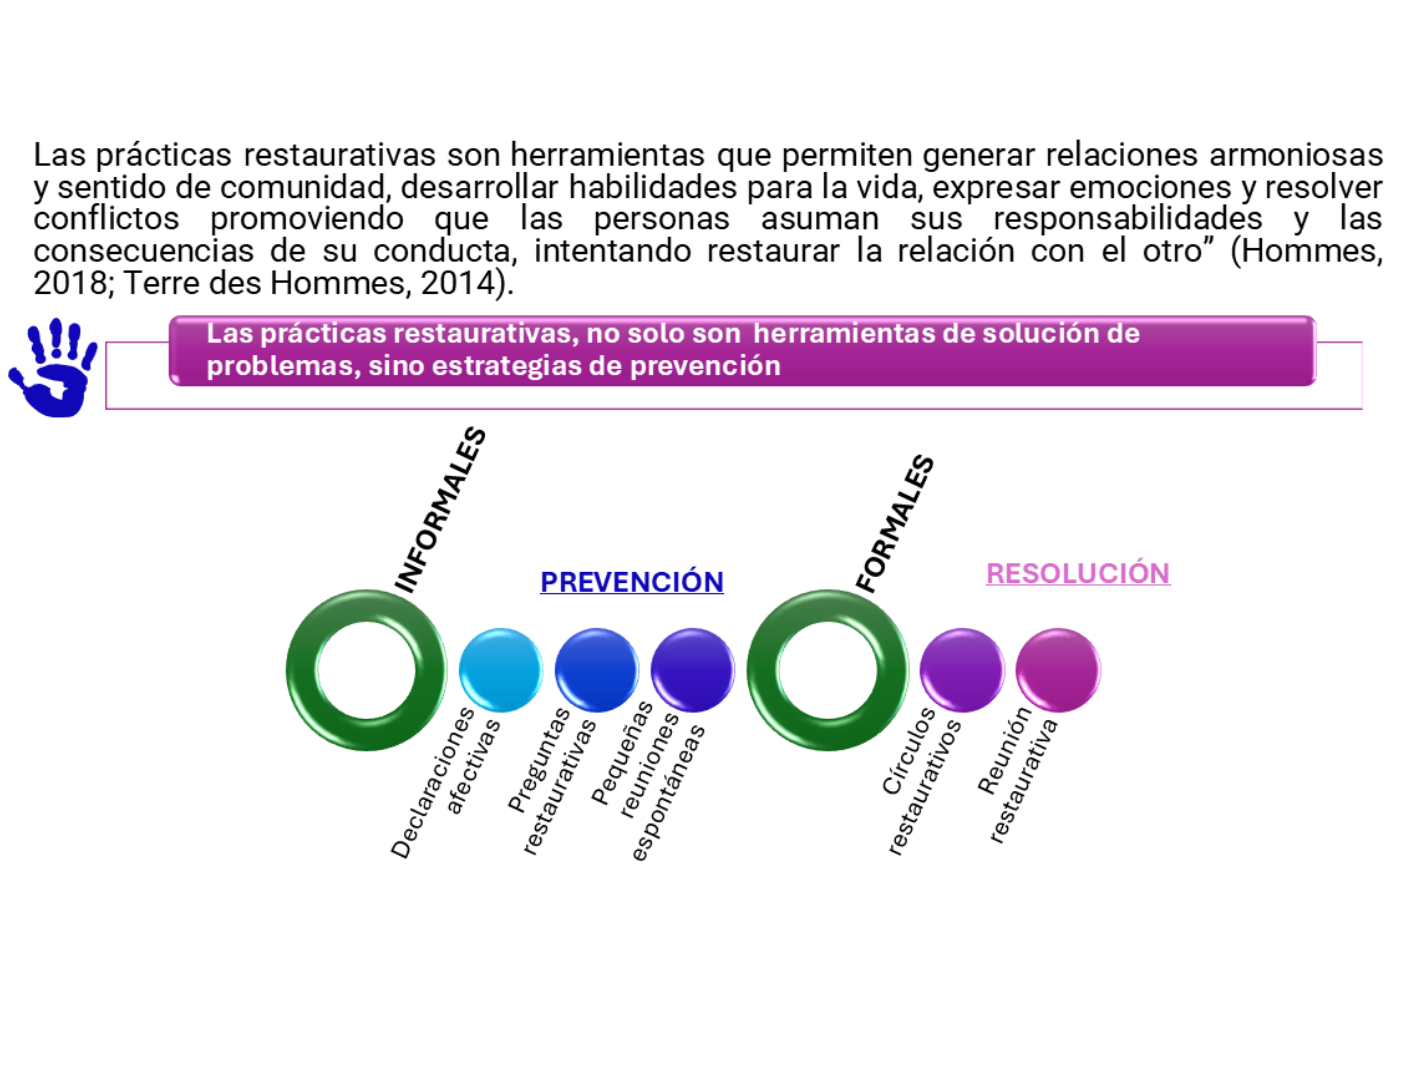 Las prácticas restaurativas son herramientas que permiten generar relaciones armoniosas
y sentido de comunidad, desarrollar habilidades para la vida, expresar emociones y resolver
conflictos promoviendo que las personas asuman sus responsabilidades y las
consecuencias de su conducta, intentando restaurar la relación con el otro” (Hommes,
2018; Terre des Hommes, 2014).
Las prácticas restaurativas, no solo son herramientas de solución de
problemas, sino estrategias de prevención
INFORMALES
PREVENCIÓN
Declaraciones
afectivas
Preguntas
restaurativas
Pequeñas
reuniones
espontáneas
FORMALES
RESOLUCIÓN
Círculos
restaurativos
Reunión
restaurativa